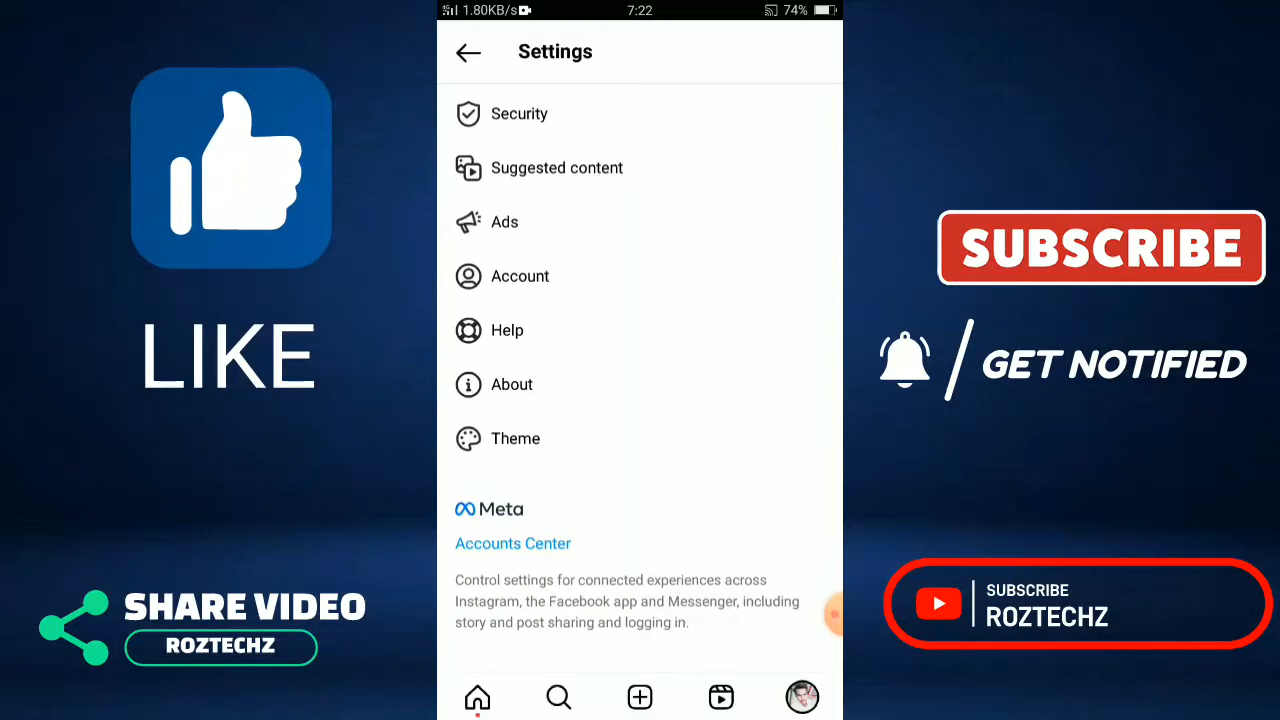 1.80KB/s
7:22
74%
Settings
Security
Suggested content
Ads
Account
Help
About
Theme
Meta
Accounts Center
Control settings for connected experiences across
Instagram, the Facebook app and Messenger, including
story and post sharing and logging in.
LIKE
SHARE VIDEO
ROZTECHZ
SUBSCRIBE
GET NOTIFIED
SUBSCRIBE
ROZTECHZ